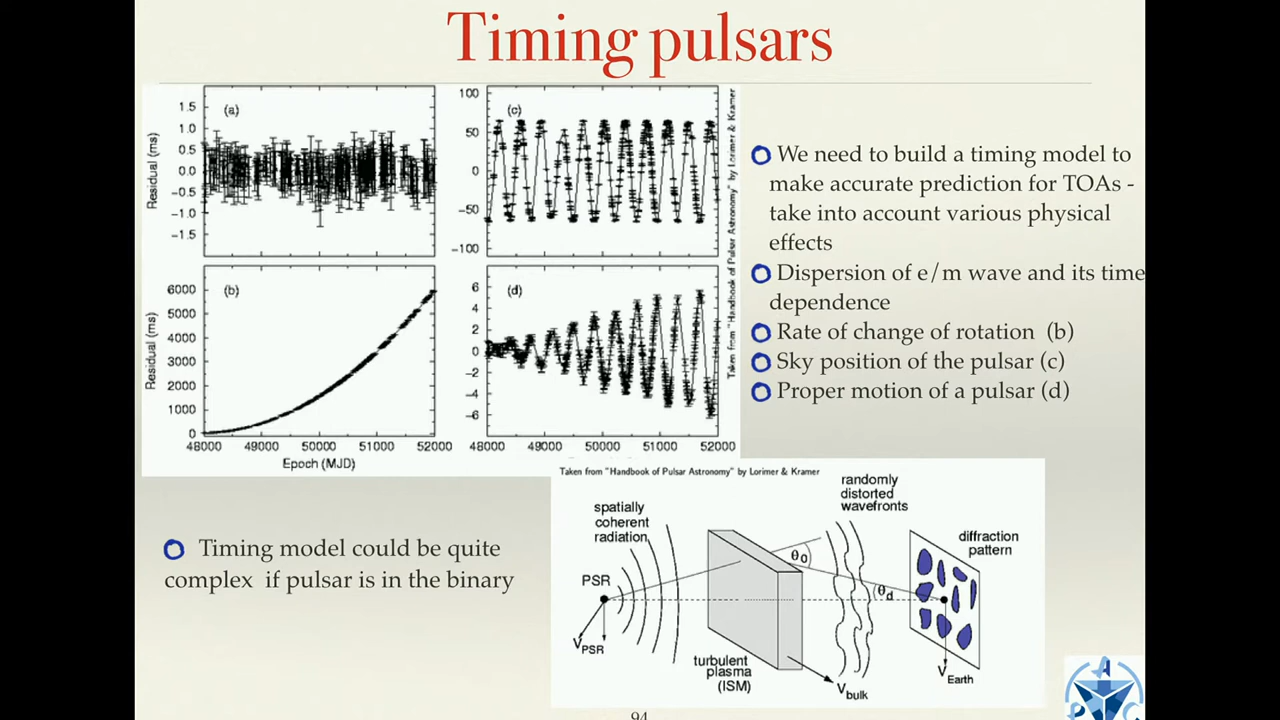 Timing pulsars
(a)
1.5
1.0
0.5
0
−0.5
−1.0
−1.5
Residual (ms)
(c)
100
50
0
−50
−100
(b)
6000
5000
4000
3000
2000
1000
0
Residual (ms)
48000 49000 50000 51000 52000
Epoch (MJD)
(d)
6
4
2
0
−2
−4
−6
48000 49000 50000 51000 52000
Taken from "Handbook of Pulsar Astronomy" by Lorimer & Kramer
We need to build a timing model to
make accurate prediction for TOAs -
take into account various physical
effects
Dispersion of e/m wave and its time
dependence
Rate of change of rotation (b)
Sky position of the pulsar (c)
Proper motion of a pulsar (d)
Timing model could be quite
complex if pulsar is in the binary
Taken from "Handbook of Pulsar Astronomy" by Lorimer & Kramer
spatially
coherent
radiation
PSR
VPSR
turbulent
plasma
(ISM)
θ0
randomly
distorted
wavefronts
θd
Vbulk
diffraction
pattern
VEarth
94
A
P
C